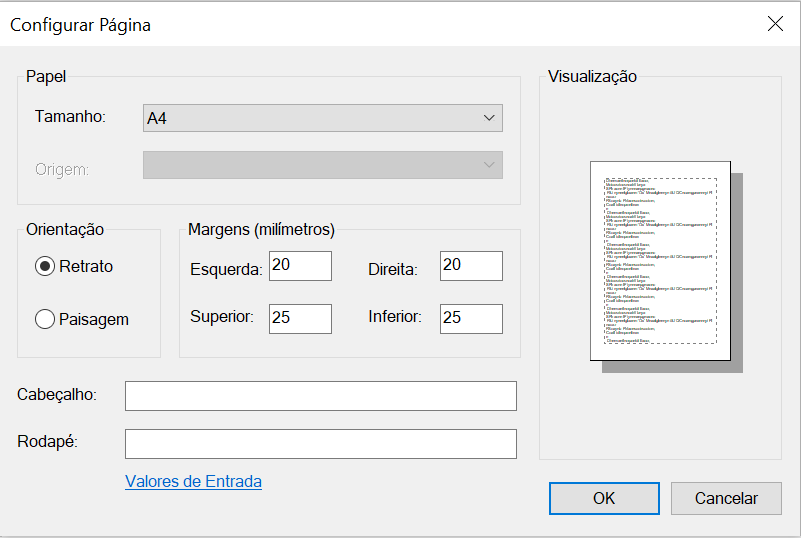 Configurar Página
Papel
Tamanho:
A4
Origem:
Orientação
Retrato
Paisagem
Margens (milímetros)
Esquerda: 20 Direita: 20
Superior: 25 Inferior: 25
Cabeçalho:
Rodapé:
Valores de Entrada
Visualização
OK Cancelar